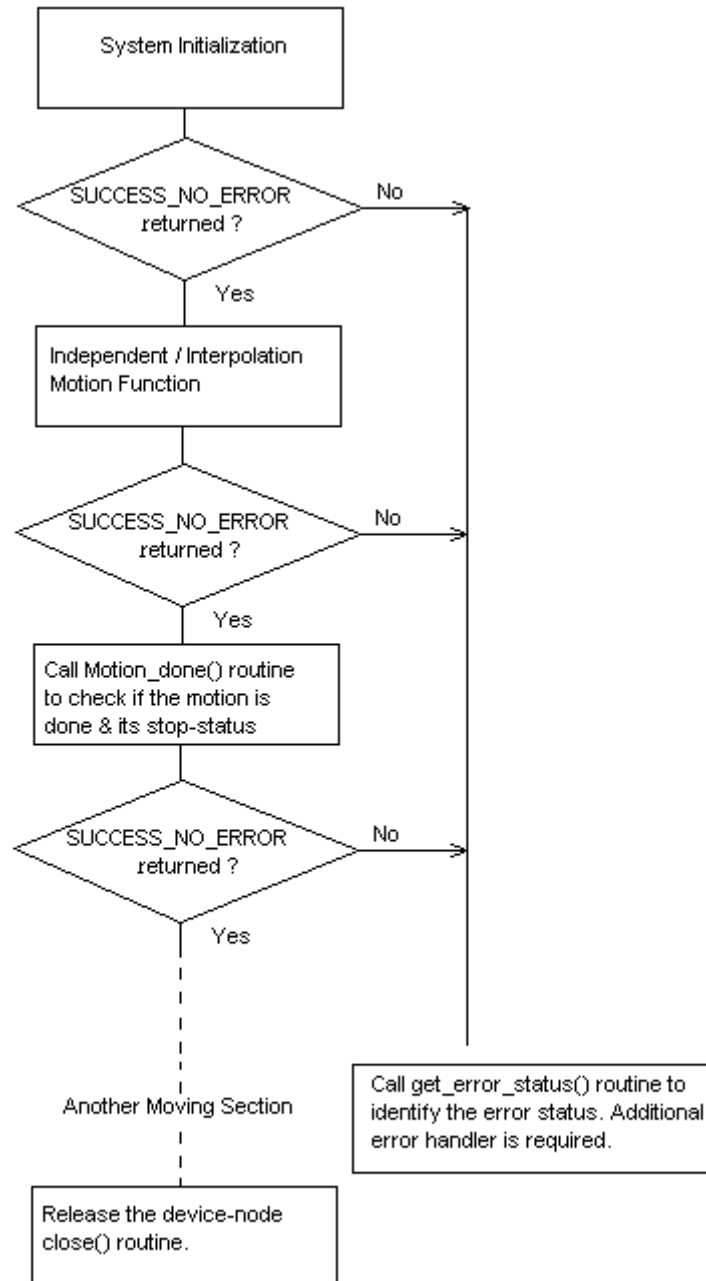 System Initialization
SUCCESS_NO_ERROR
returned ?
No
Yes
Independent / Interpolation
Motion Function
SUCCESS_NO_ERROR
returned ?
No
Yes
Call Motion_done() routine
to check if the motion is
done & its stop-status
SUCCESS_NO_ERROR
returned ?
No
Yes
Another Moving Section
Call get_error_status() routine to
identify the error status. Additional
error handler is required.
Release the device-node
close() routine.